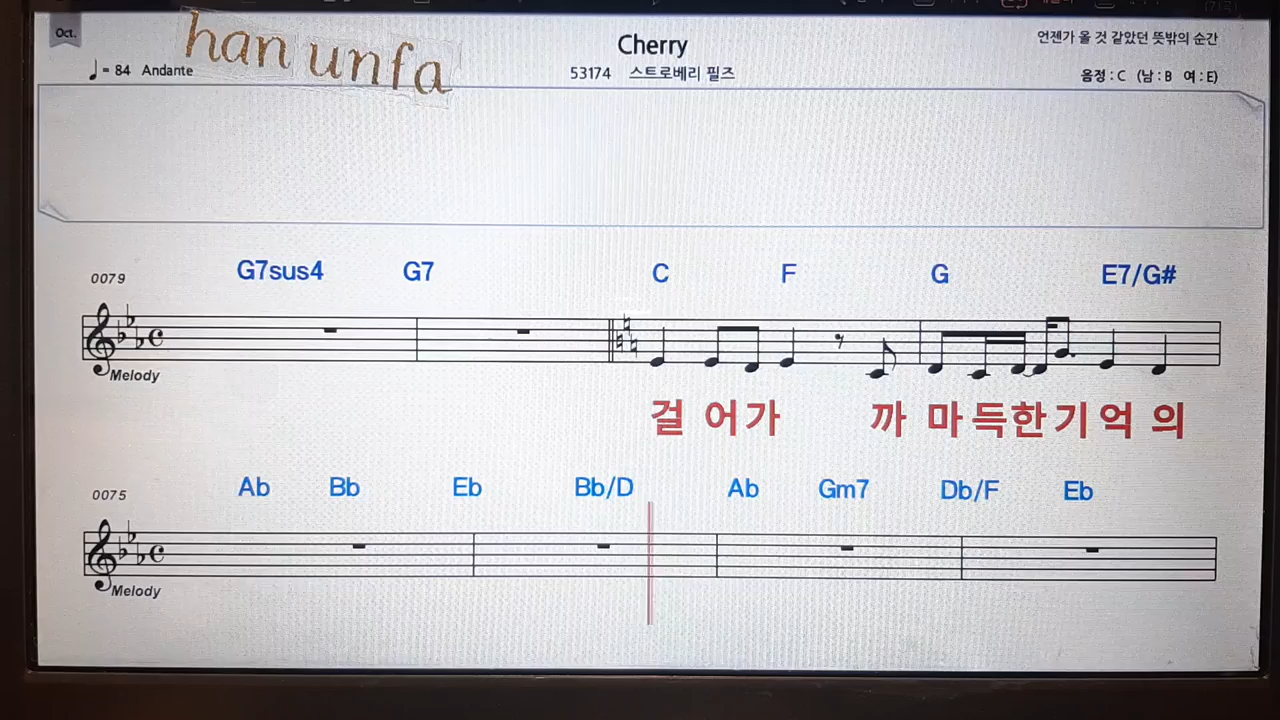 Oct.
han unfa
Cherry
언젠가 올 것 같았던 뜻밖의 순간
= 84 Andante
53174 스트로베리 필즈
음정 : C (남 : B 여 : E)
G7sus4 G7 C F G E7/G#
0079
Melody
걸 어가 까 마 득한기억 의
Ab Bb Eb Bb/D Ab Gm7 Db/F Eb
0075
Melody